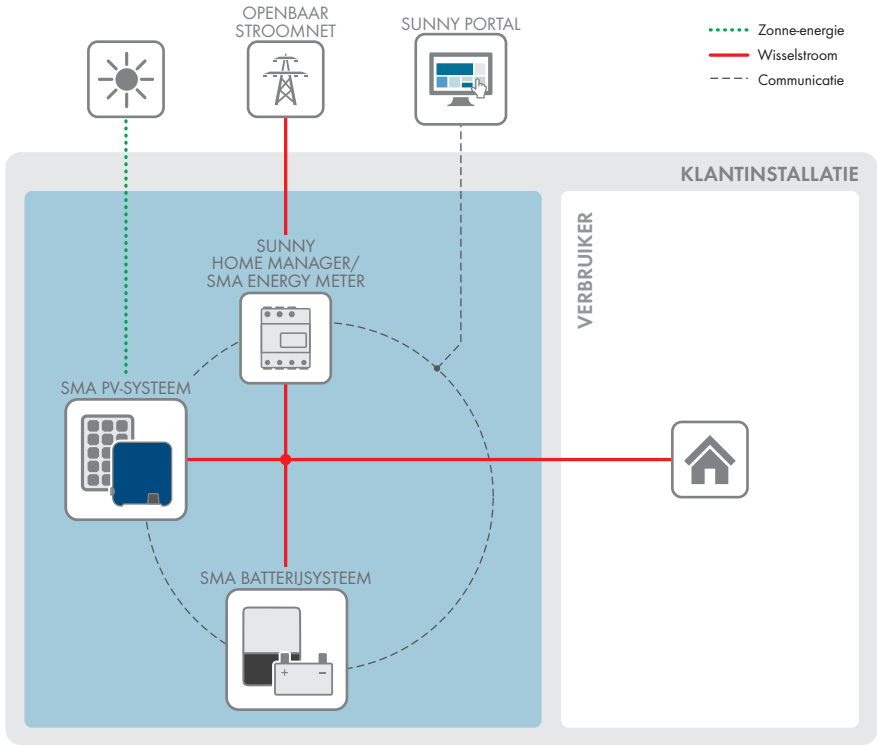 OPENBAAR
STROOMNET
SUNNY PORTAL
Zonne-energie
Wisselstroom
Communicatie
KLANTINSTALLATIE
VERBRUIKER
SUNNY
HOME MANAGER/
SMA ENERGY METER
SMA PV-SYSTEEM
SMA BATTERIJSYSTEEM
+ –